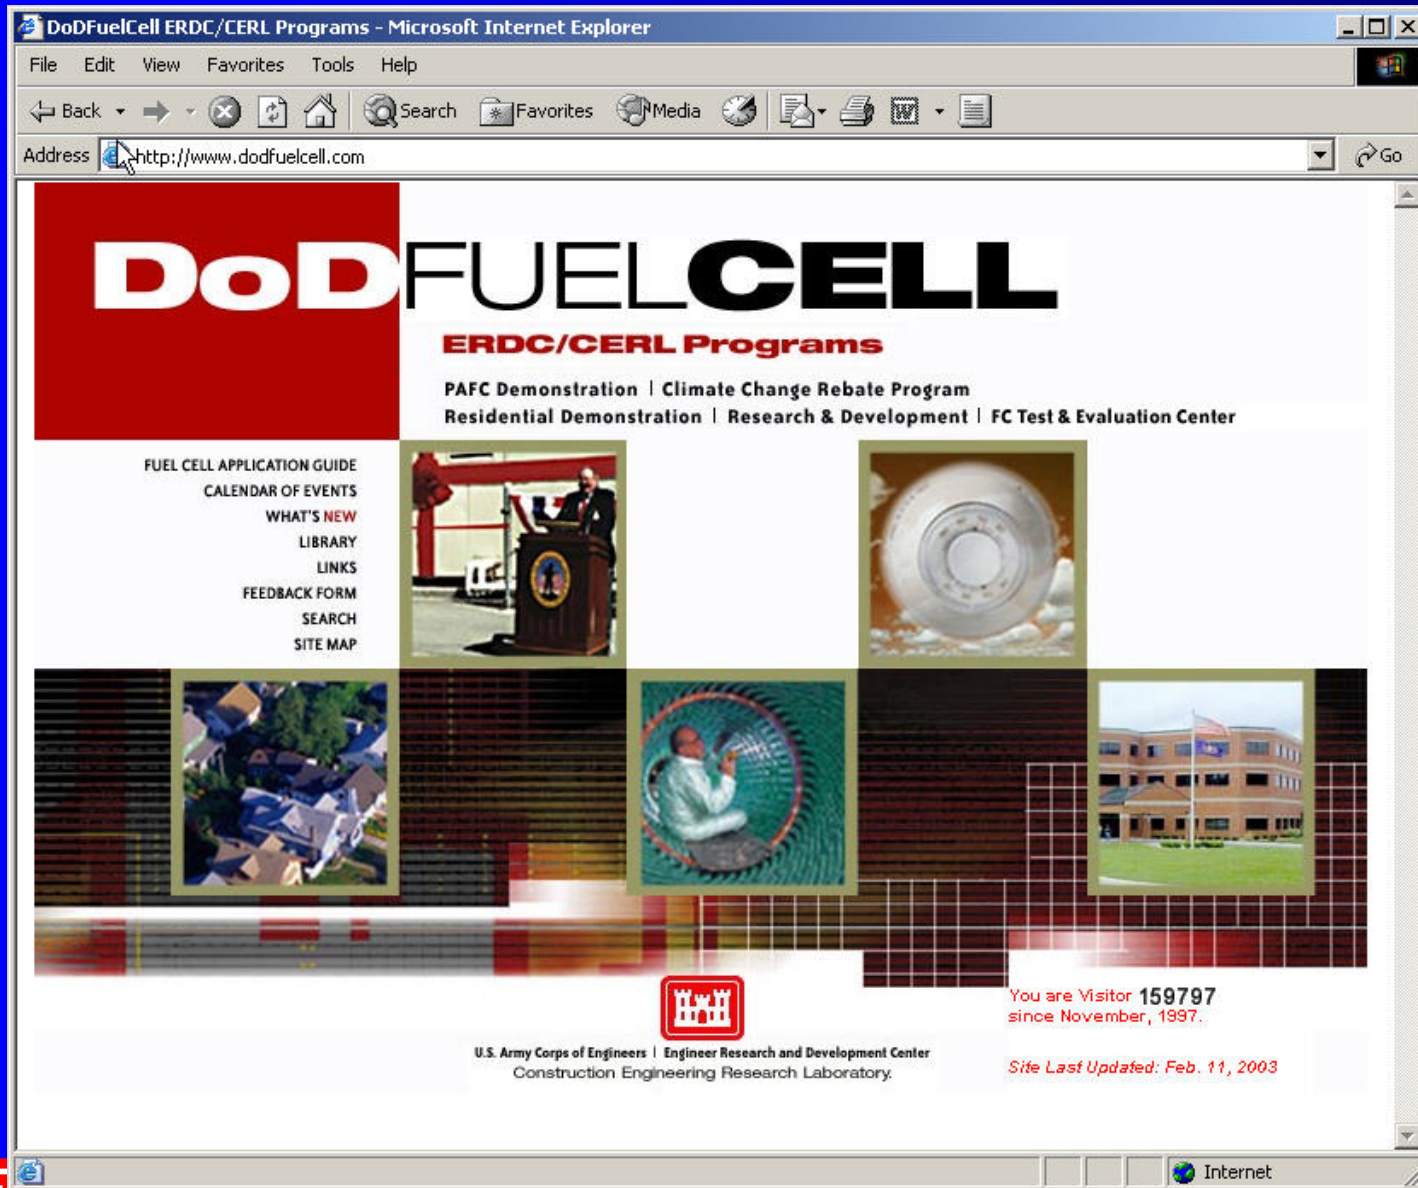 DoDFuelCell ERDC/CERL Programs - Microsoft Internet Explorer
File Edit View Favorites Tools Help
Back Search Favorites Media
Address http://www.dodfuelcell.com Go
DoDFUELCELL
ERDC/CERL Programs
PAFC Demonstration | Climate Change Rebate Program
Residential Demonstration | Research & Development | FC Test & Evaluation Center
FUEL CELL APPLICATION GUIDE
CALENDAR OF EVENTS
WHAT'S NEW
LIBRARY
LINKS
FEEDBACK FORM
SEARCH
SITE MAP
You are Visitor 159797
since November, 1997.
U.S. Army Corps of Engineers | Engineer Research and Development Center
Construction Engineering Research Laboratory.
Site Last Updated: Feb. 11, 2003
Internet